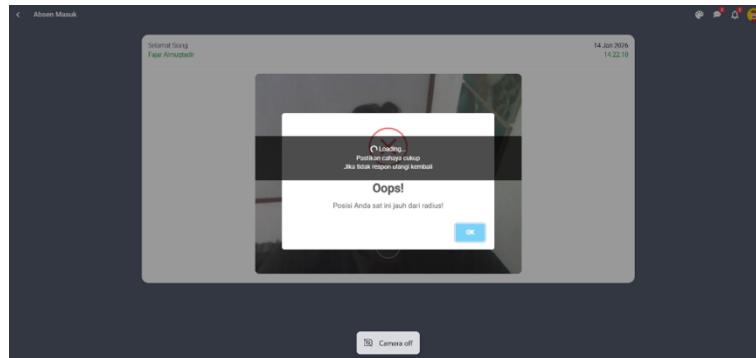 Absen Masuk
Selamat Siang
Fajar Almuqtadir
14 Jan 2026
14:22:18
Loading...
Pastikan cahaya cukup
Jika tidak respon ulangi kembali
Oops!
Posisi Anda sat ini jauh dari radius!
OK
Camera off